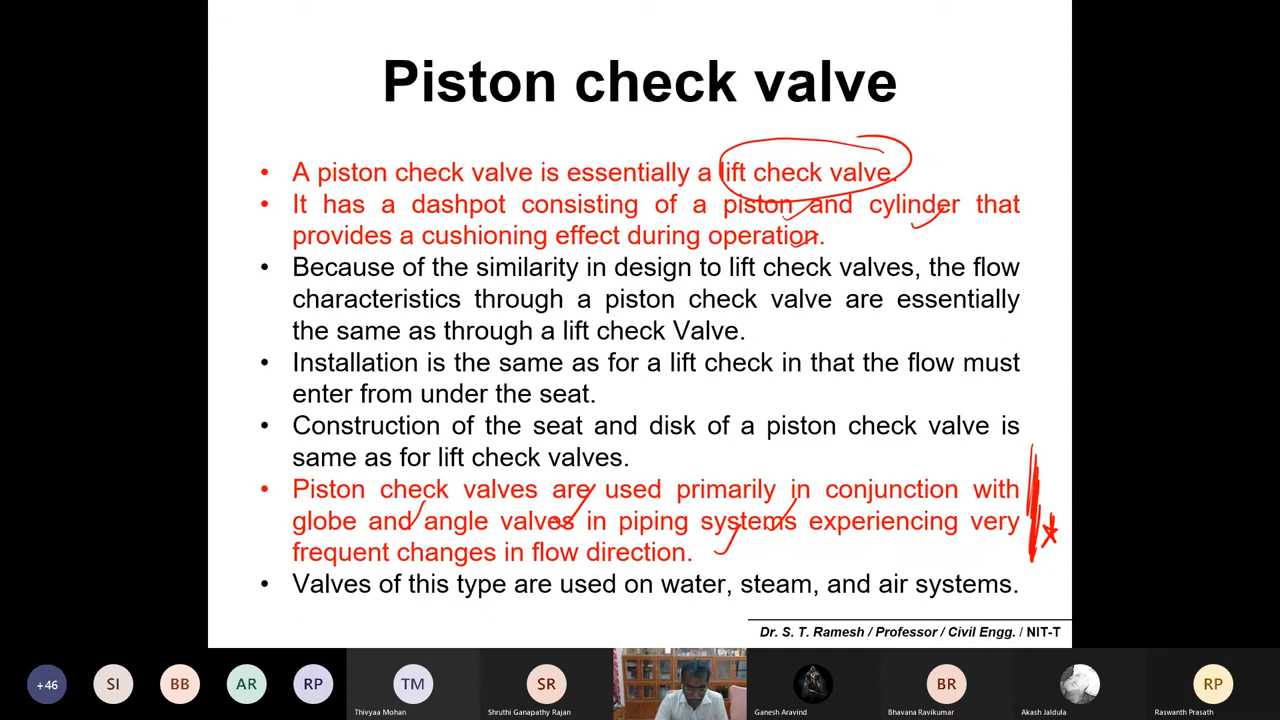 Piston check valve
• A piston check valve is essentially a lift check valve.
• It has a dashpot consisting of a piston and cylinder that
provides a cushioning effect during operation.
• Because of the similarity in design to lift check valves, the flow
characteristics through a piston check valve are essentially
the same as through a lift check Valve.
• Installation is the same as for a lift check in that the flow must
enter from under the seat.
• Construction of the seat and disk of a piston check valve is
same as for lift check valves.
• Piston check valves are used primarily in conjunction with
globe and angle valves in piping systems experiencing very
frequent changes in flow direction.
• Valves of this type are used on water, steam, and air systems.
Dr. S. T. Ramesh / Professor / Civil Engg. / NIT-T
+46 SI BB AR RP TM SR BR RP
Thivyaa Mohan Shruthi Ganapathy Rajan Ganesh Aravind Bhavana Ravikumar Akash Jaldula Raswanth Prasath